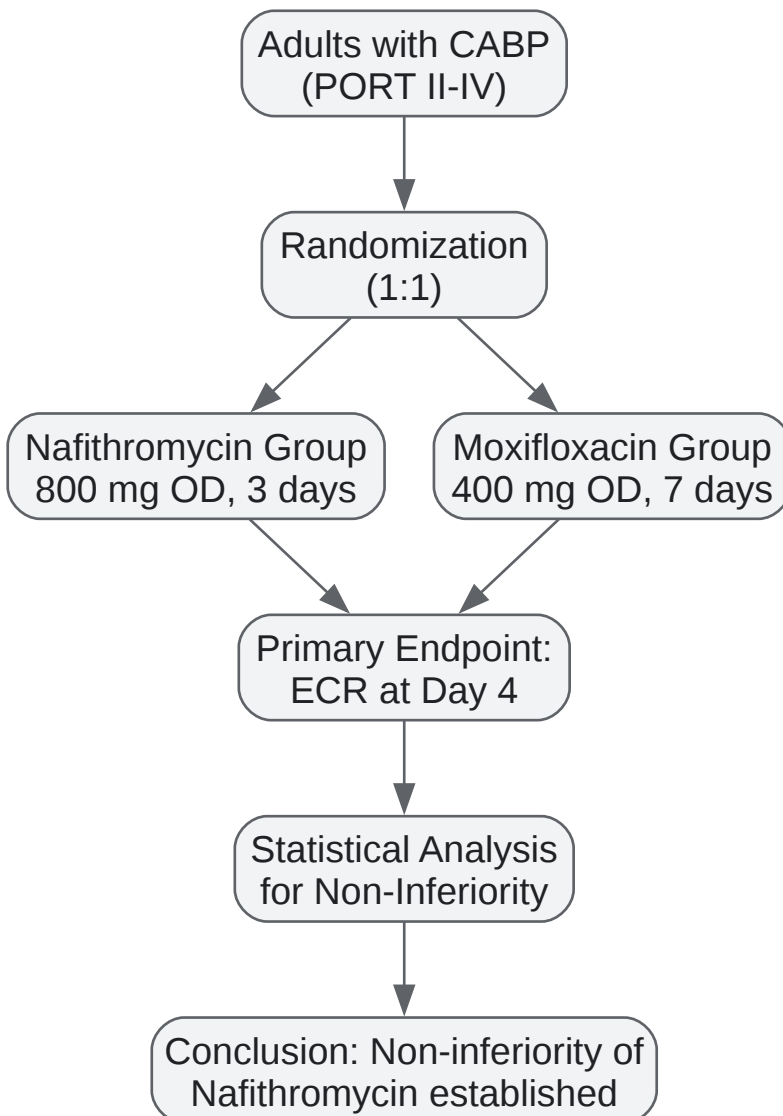 Adults with CABP
(PORT II-IV)
Randomization
(1:1)
Nafithromycin Group
800 mg OD, 3 days
Moxifloxacin Group
400 mg OD, 7 days
Primary Endpoint:
ECR at Day 4
Statistical Analysis
for Non-Inferiority
Conclusion: Non-inferiority of
Nafithromycin established